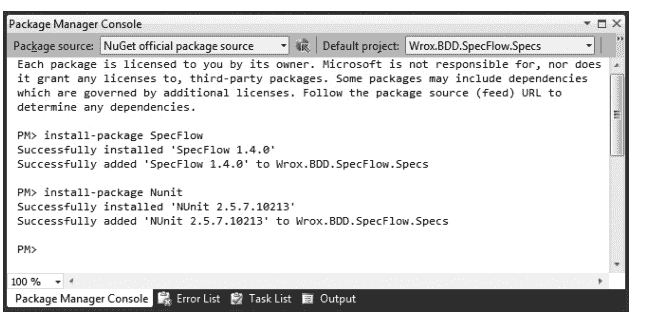 Package Manager Console
Package source: NuGet official package source Default project: Wrox.BDD.SpecFlow.Specs
Each package is licensed to you by its owner. Microsoft is not responsible for, nor does
it grant any licenses to, third-party packages. Some packages may include dependencies
which are governed by additional licenses. Follow the package source (feed) URL to
determine any dependencies.
PM> install-package SpecFlow
Successfully installed 'SpecFlow 1.4.0'
Successfully added 'SpecFlow 1.4.0' to Wrox.BDD.SpecFlow.Specs
PM> install-package Nunit
Successfully installed 'NUnit 2.5.7.10213'
Successfully added 'NUnit 2.5.7.10213' to Wrox.BDD.SpecFlow.Specs
PM>
100 %
Package Manager Console Error List Task List Output